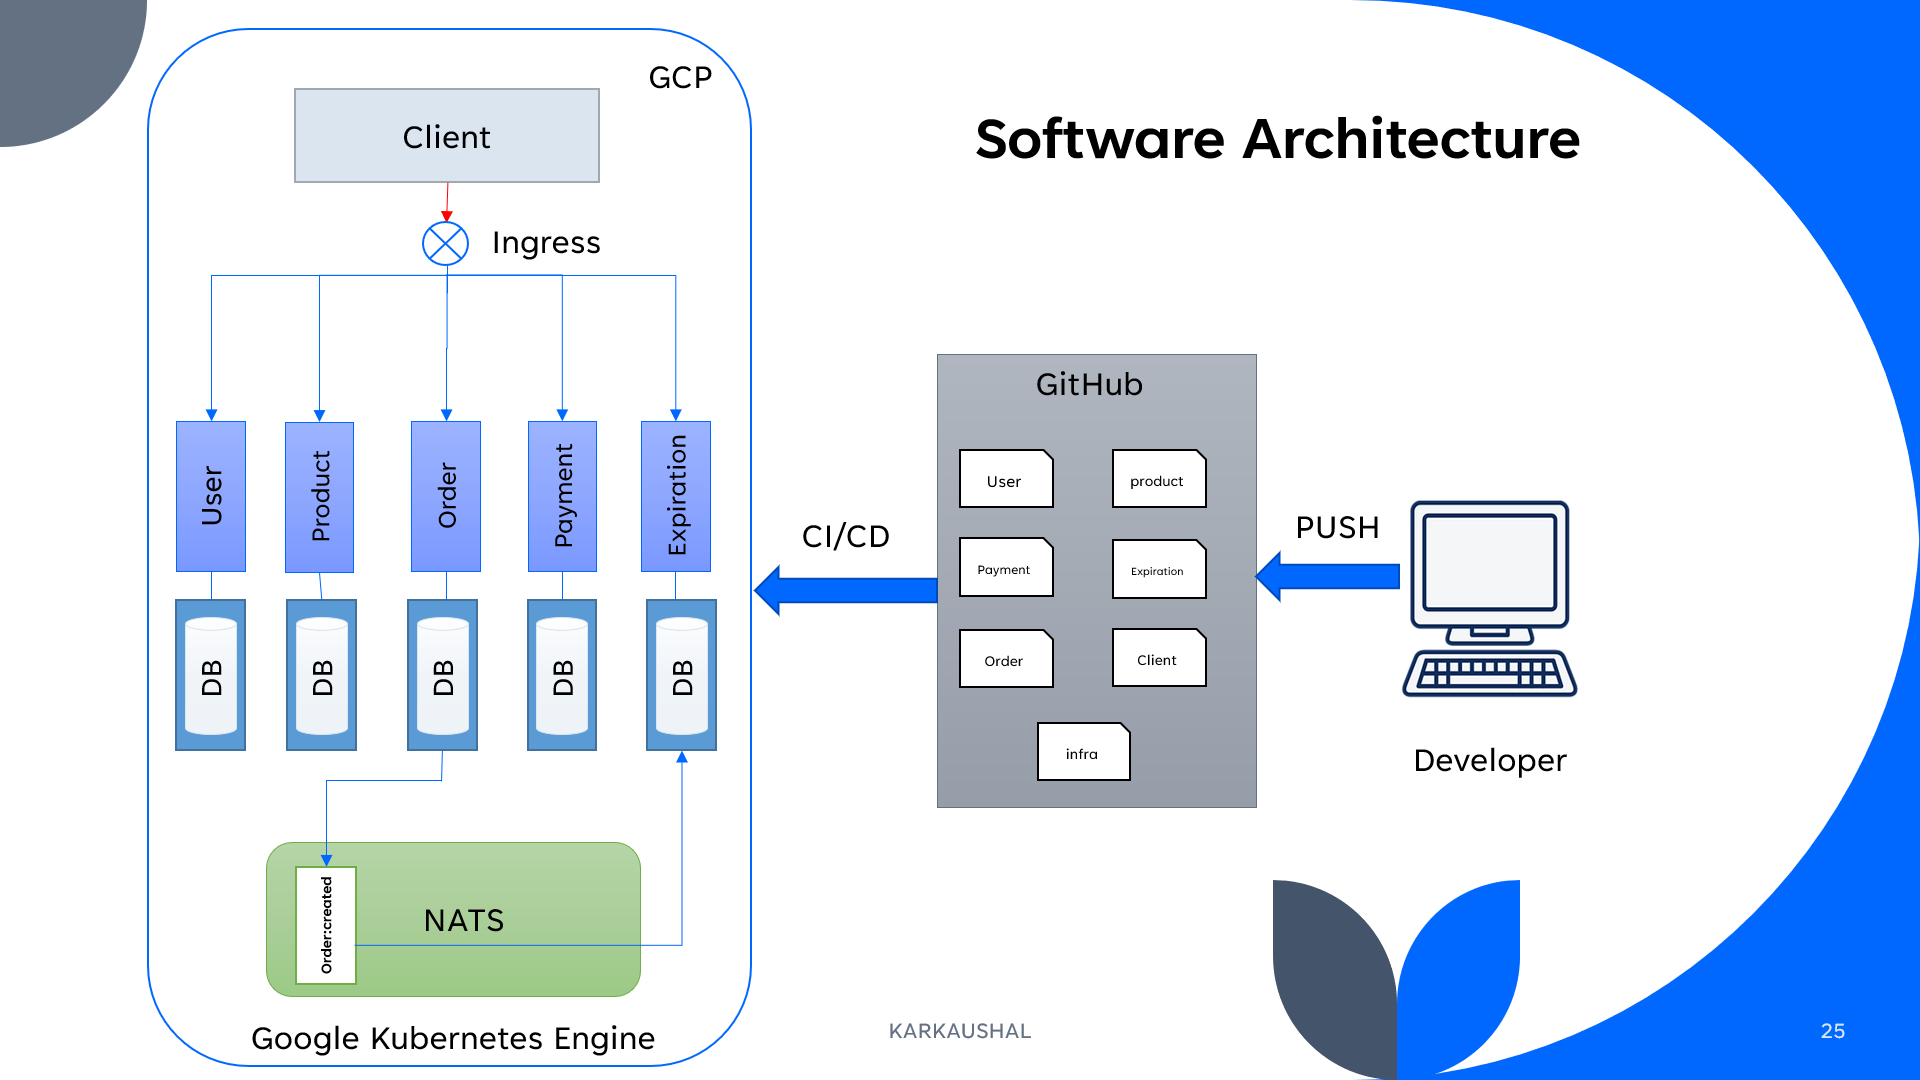 GCP
Client
Software Architecture
Ingress
User
Product
Order
Payment
Expiration
DB
DB
DB
DB
DB
Order:created
NATS
Google Kubernetes Engine
CI/CD
GitHub
User
product
Payment
Expiration
Order
Client
infra
PUSH
Developer
KARKAUSHAL
25